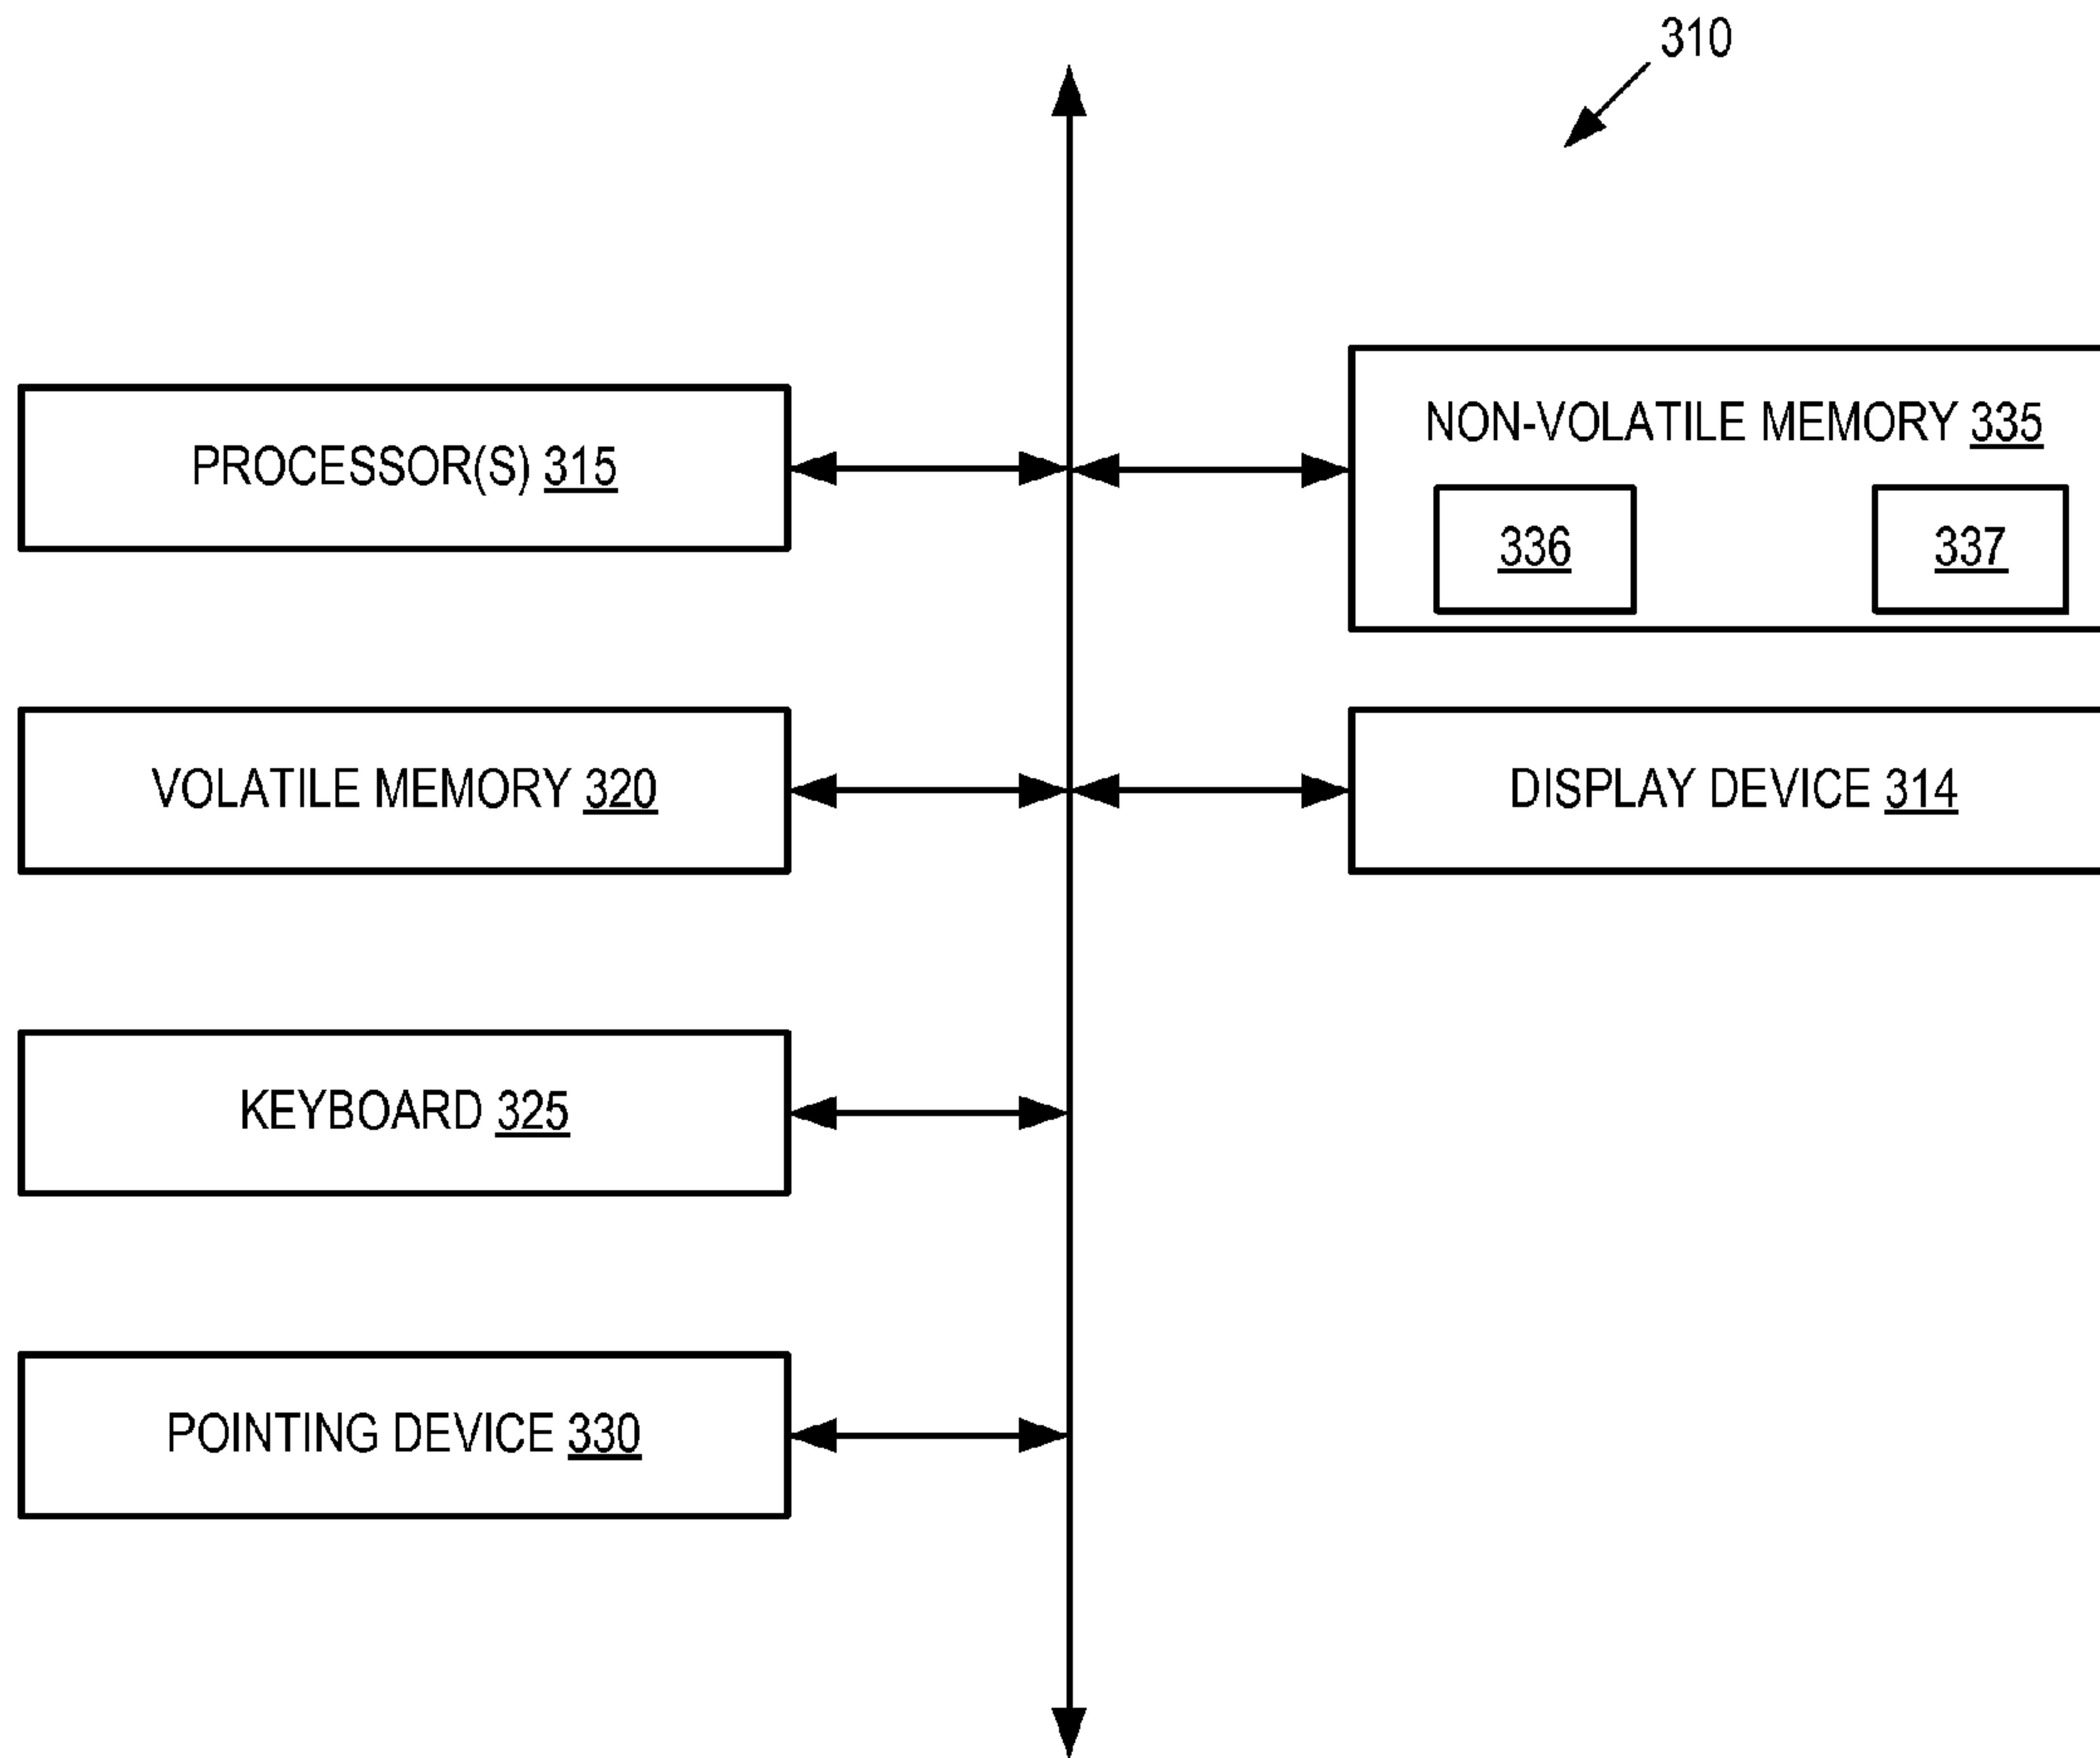 310
PROCESSOR(S) 315
NON-VOLATILE MEMORY 335
336
337
VOLATILE MEMORY 320
DISPLAY DEVICE 314
KEYBOARD 325
POINTING DEVICE 330